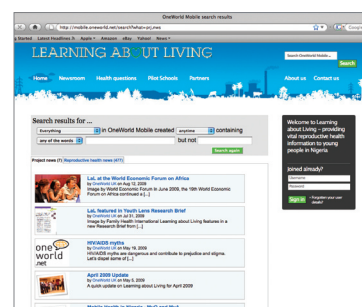 OneWorld Mobile search results
http://mobile.oneworld.net/search?what=prj_nws
Latest Headlines Apple Amazon eBay Yahoo! News
LEARNING ABOUT LIVING
Search OneWorld Mobile...
Search
Home Newsroom Health questions Pilot Schools Partners About us Contact us
Search results for ...
Everything in OneWorld Mobile created anytime containing
any of the words but not
Search again
Project news (7) Reproductive health news (411)
LaL at the World Economic Forum on Africa
by OneWorld UK on Aug 12, 2009
Image by World Economic Forum In June 2009, the 19th World Economic
Forum on Africa continued a [...]
LaL featured in Youth Lens Research Brief
by OneWorld UK on Jul 31, 2009
Image by Family Health International Learning about Living features in a
new Research Brief from [...]
one world .net
HIV/AIDS myths
by OneWorld UK on May 19, 2009
HIV/AIDS myths are dangerous and contribute to prejudice and stigma.
Let's dispel some of [...]
April 2009 Update
by OneWorld UK on May 5, 2009
A quick update on Learning about Living for April 2009
Welcome to Learning
about Living – providing
vital reproductive health
information to young
people in Nigeria
Joined already?
Username
Password
Sign in Forgotten your user
details?